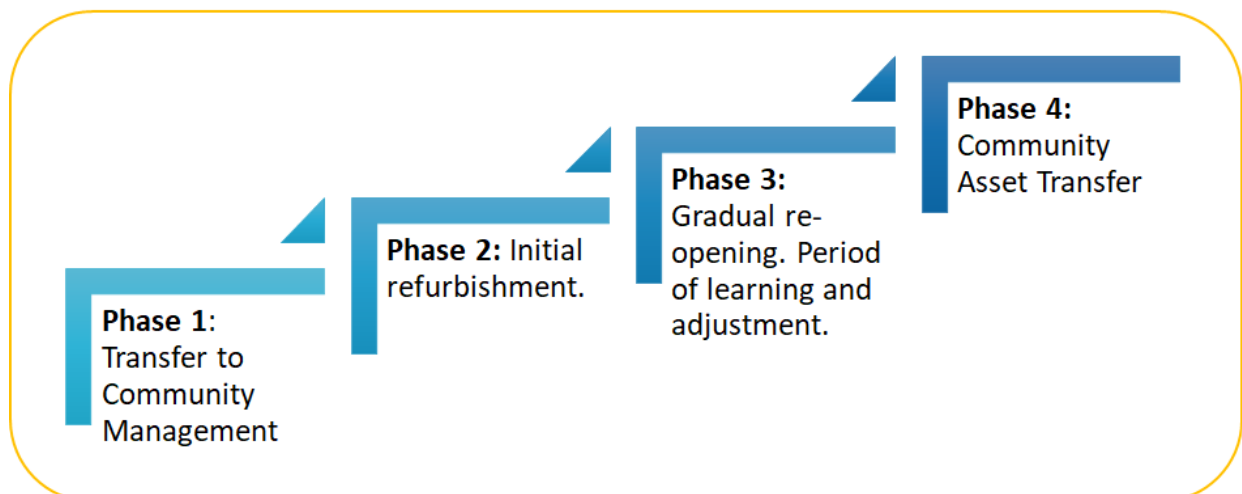 Phase 1:
Transfer to
Community
Management
Phase 2: Initial
refurbishment.
Phase 3:
Gradual re-
opening. Period
of learning and
adjustment.
Phase 4:
Community
Asset Transfer